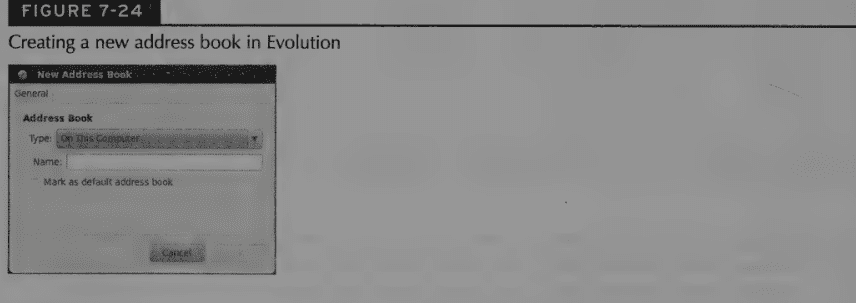 FIGURE 7-24
Creating a new address book in Evolution
New Address Book
General
Address Book
Type: On This Computer
Name:
Mark as default address book
Cancel